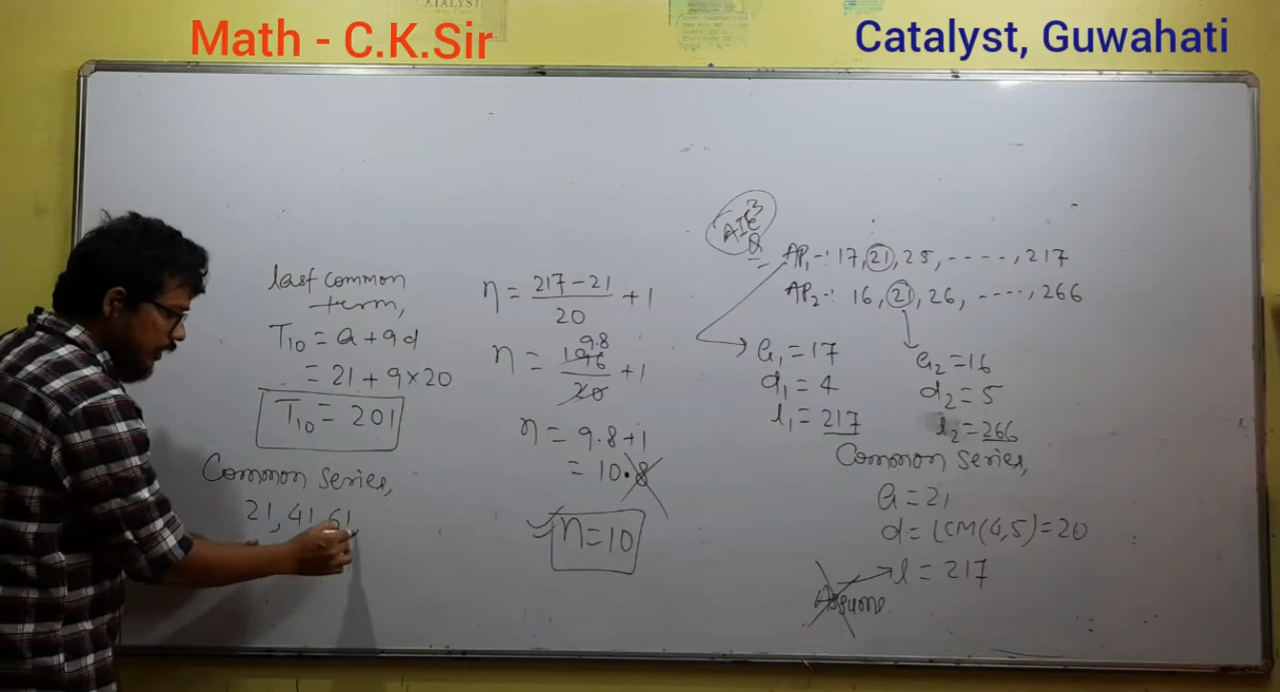 Math - C.K.Sir
Catalyst, Guwahati
CATALYST
AIE
AP₁ -: 17, 21, 25, - - - - -, 217
AP₂ -: 16, 21, 26, - - - - -, 266
a₁ = 17
d₁ = 4
l₁ = 217
a₂ = 16
d₂ = 5
l₂ = 266
Common series,
a = 21
d = LCM(4,5) = 20
l = 217
Assume
n = 217 - 21 / 20 + 1
9.8
n = 196 / 20 + 1
n = 9.8 + 1
= 10.8
n = 10
last common
term,
T₁₀ = a + 9d
= 21 + 9 × 20
T₁₀ = 201
Common series,
21, 41, 61